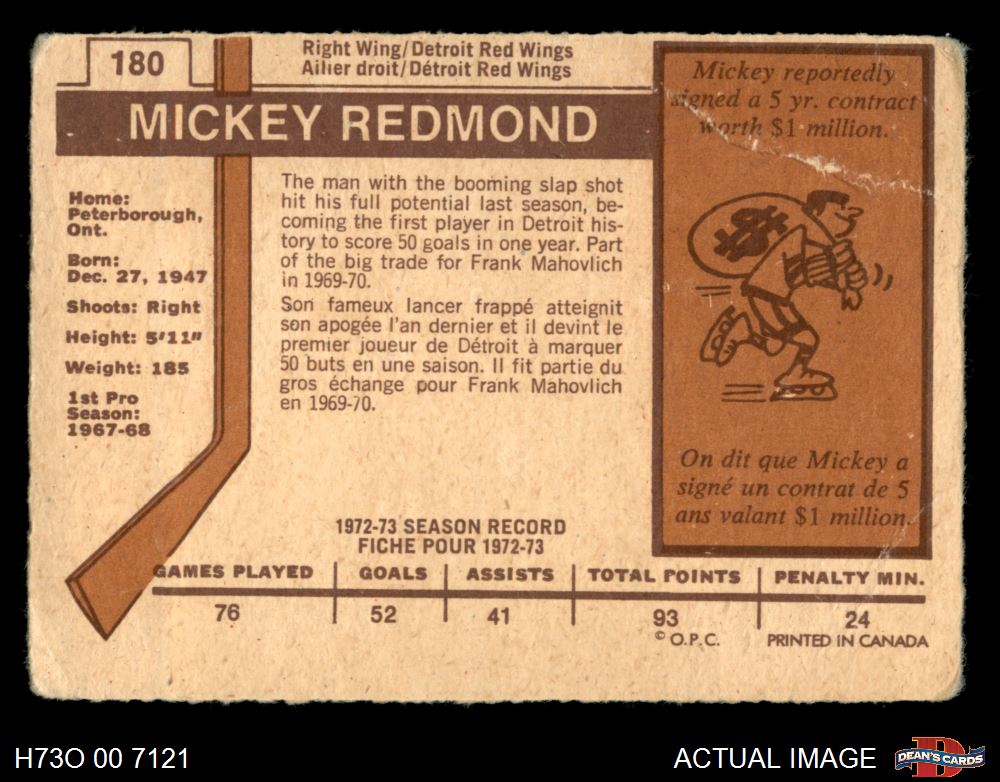 180
Right Wing/Detroit Red Wings
Ailier droit/Détroit Red Wings
MICKEY REDMOND
Home:
Peterborough,
Ont.
Born:
Dec. 27, 1947
Shoots: Right
Height: 5'11"
Weight: 185
1st Pro
Season:
1967-68
The man with the booming slap shot
hit his full potential last season, be-
coming the first player in Detroit his-
tory to score 50 goals in one year. Part
of the big trade for Frank Mahovlich
in 1969-70.
Son fameux lancer frappé atteignit
son apogée l'an dernier et il devint le
premier joueur de Détroit à marquer
50 buts en une saison. Il fit partie du
gros échange pour Frank Mahovlich
en 1969-70.
Mickey reportedly
signed a 5 yr. contract
worth $1 million.
$
On dit que Mickey a
signé un contrat de 5
ans valant $1 million.
1972-73 SEASON RECORD
FICHE POUR 1972-73
GAMES PLAYED GOALS ASSISTS TOTAL POINTS PENALTY MIN.
76 52 41 93 24
© O.P.C. PRINTED IN CANADA
H73O 00 7121
ACTUAL IMAGE
D
DEAN'S CARDS